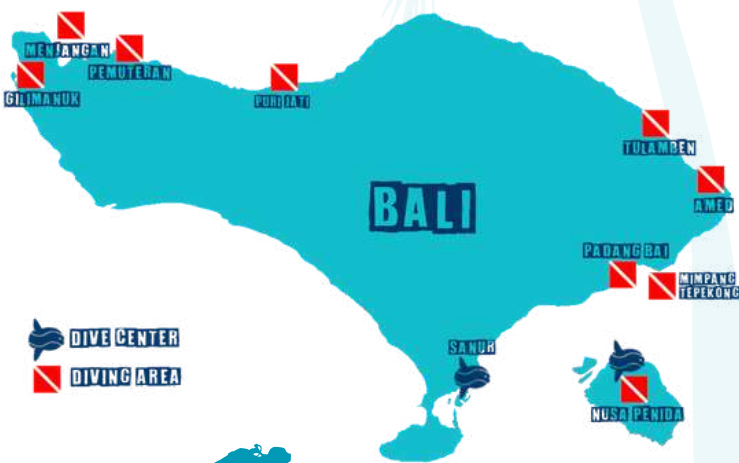 MENJANGAN
PEMUTERAN
GILIMANUK
PURI JATI
TULAMBEN
AMED
BALI
PADANG BAI
MIMPANG
TEPEKONG
DIVE CENTER
SANUR
DIVING AREA
NUSA PENIDA